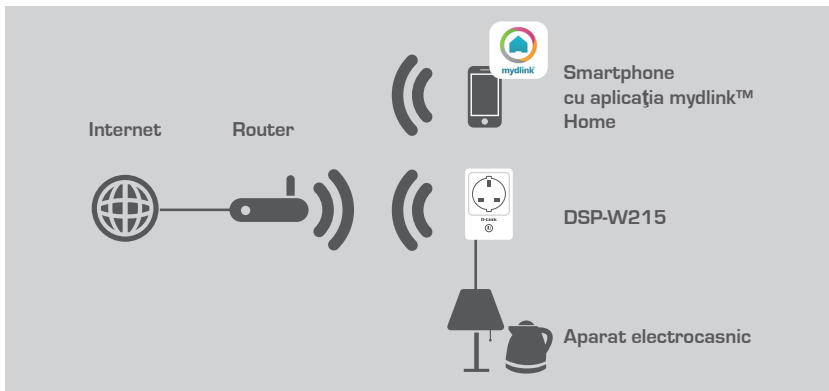 mydlink
Smartphone
cu aplicaţia mydlink™
Home
Internet
Router
D-Link
DSP-W215
Aparat electrocasnic